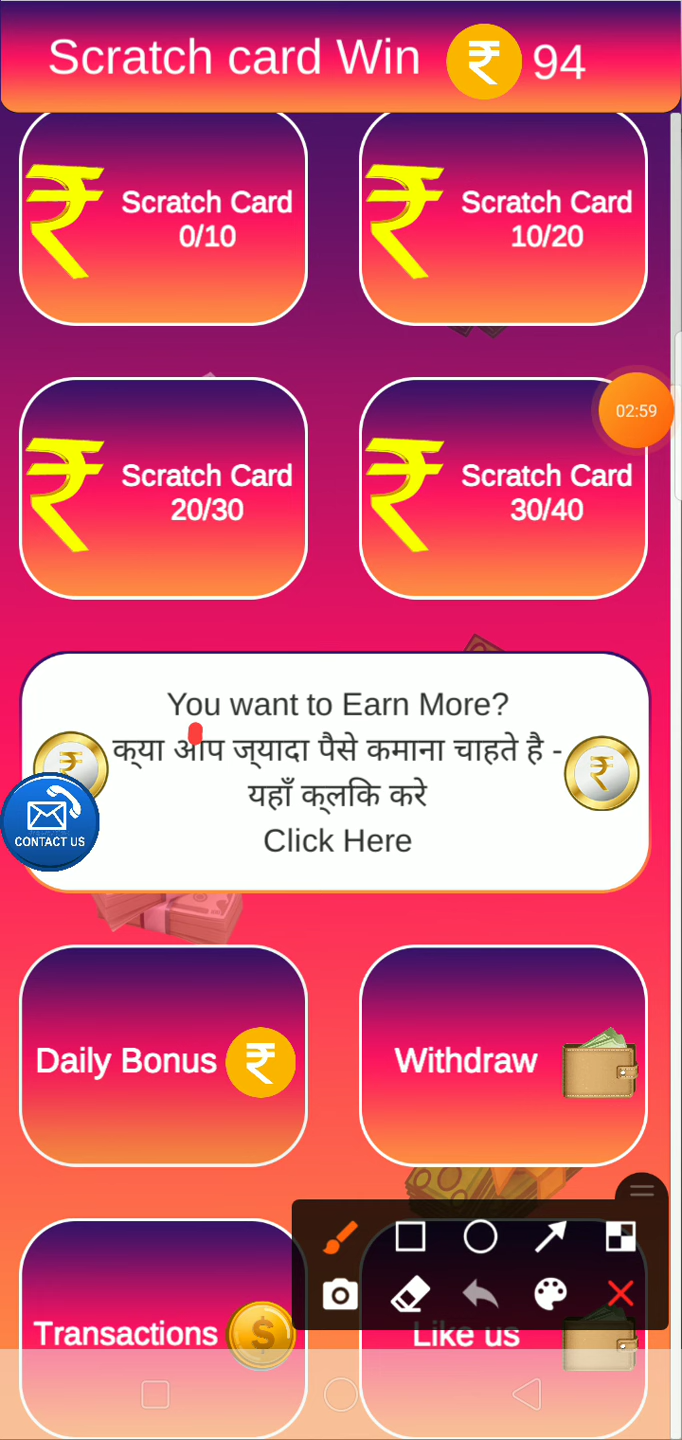 Scratch card Win ₹ 94
Scratch Card
0/10
Scratch Card
10/20
02:59
Scratch Card
20/30
Scratch Card
30/40
You want to Earn More?
क्या आप ज्यादा पैसे कमाना चाहते है -
यहाँ क्लकि करे
Click Here
CONTACT US
Daily Bonus
Withdraw
Transactions
Like us